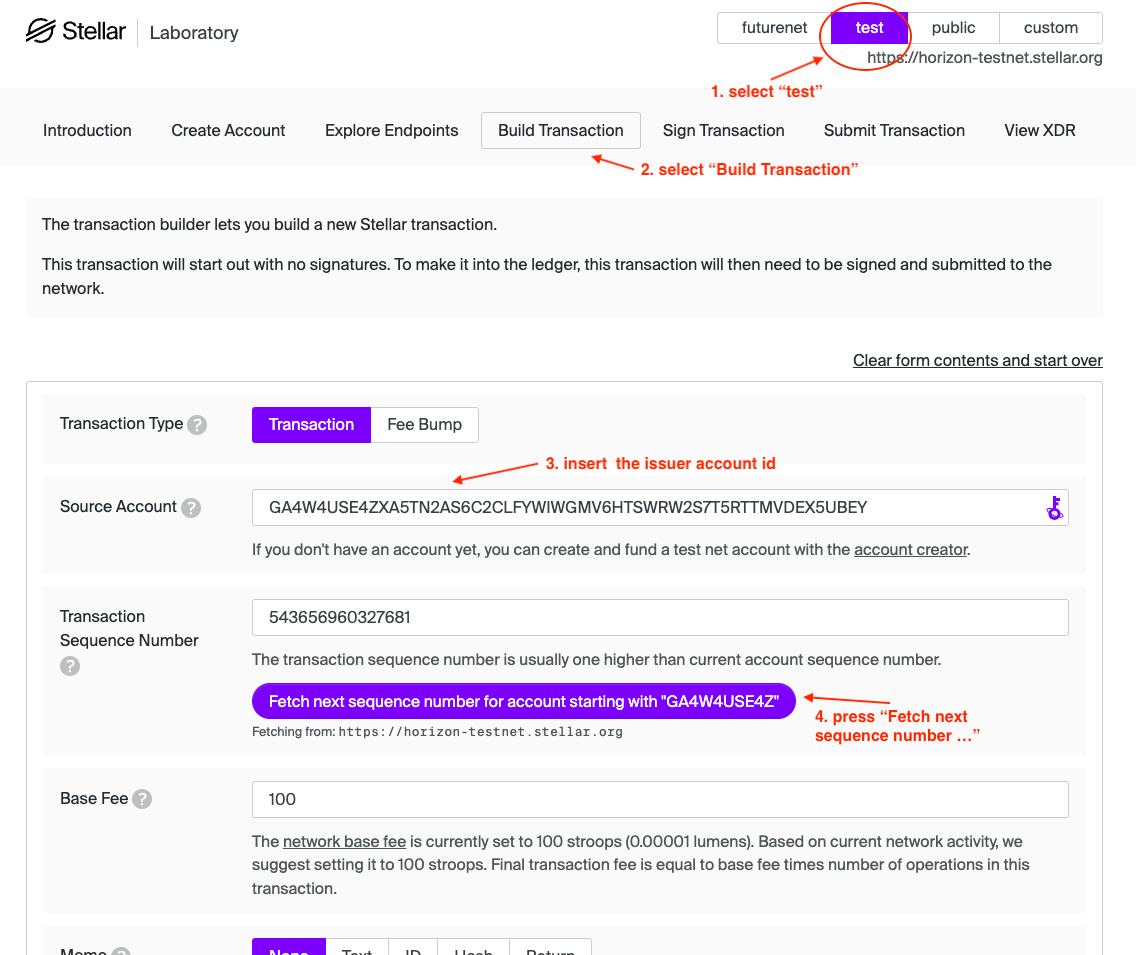 Stellar Laboratory
futurenet test public custom
https://horizon-testnet.stellar.org
1. select “test”
Introduction Create Account Explore Endpoints Build Transaction Sign Transaction Submit Transaction View XDR
2. select “Build Transaction”
The transaction builder lets you build a new Stellar transaction.
This transaction will start out with no signatures. To make it into the ledger, this transaction will then need to be signed and submitted to the
network.
Clear form contents and start over
Transaction Type ? Transaction Fee Bump
3. insert the issuer account id
Source Account ? GA4W4USE4ZXA5TN2AS6C2CLFYWIWGMV6HTSWRW2S7T5RTTMVDEX5UBEY
If you don't have an account yet, you can create and fund a test net account with the account creator.
Transaction
Sequence Number
?
543656960327681
The transaction sequence number is usually one higher than current account sequence number.
Fetch next sequence number for account starting with "GA4W4USE4Z"
Fetching from: https://horizon-testnet.stellar.org
4. press “Fetch next
sequence number ...”
Base Fee ? 100
The network base fee is currently set to 100 stroops (0.00001 lumens). Based on current network activity, we
suggest setting it to 100 stroops. Final transaction fee is equal to base fee times number of operations in this
transaction.
Memo ? None Text ID Hash Return